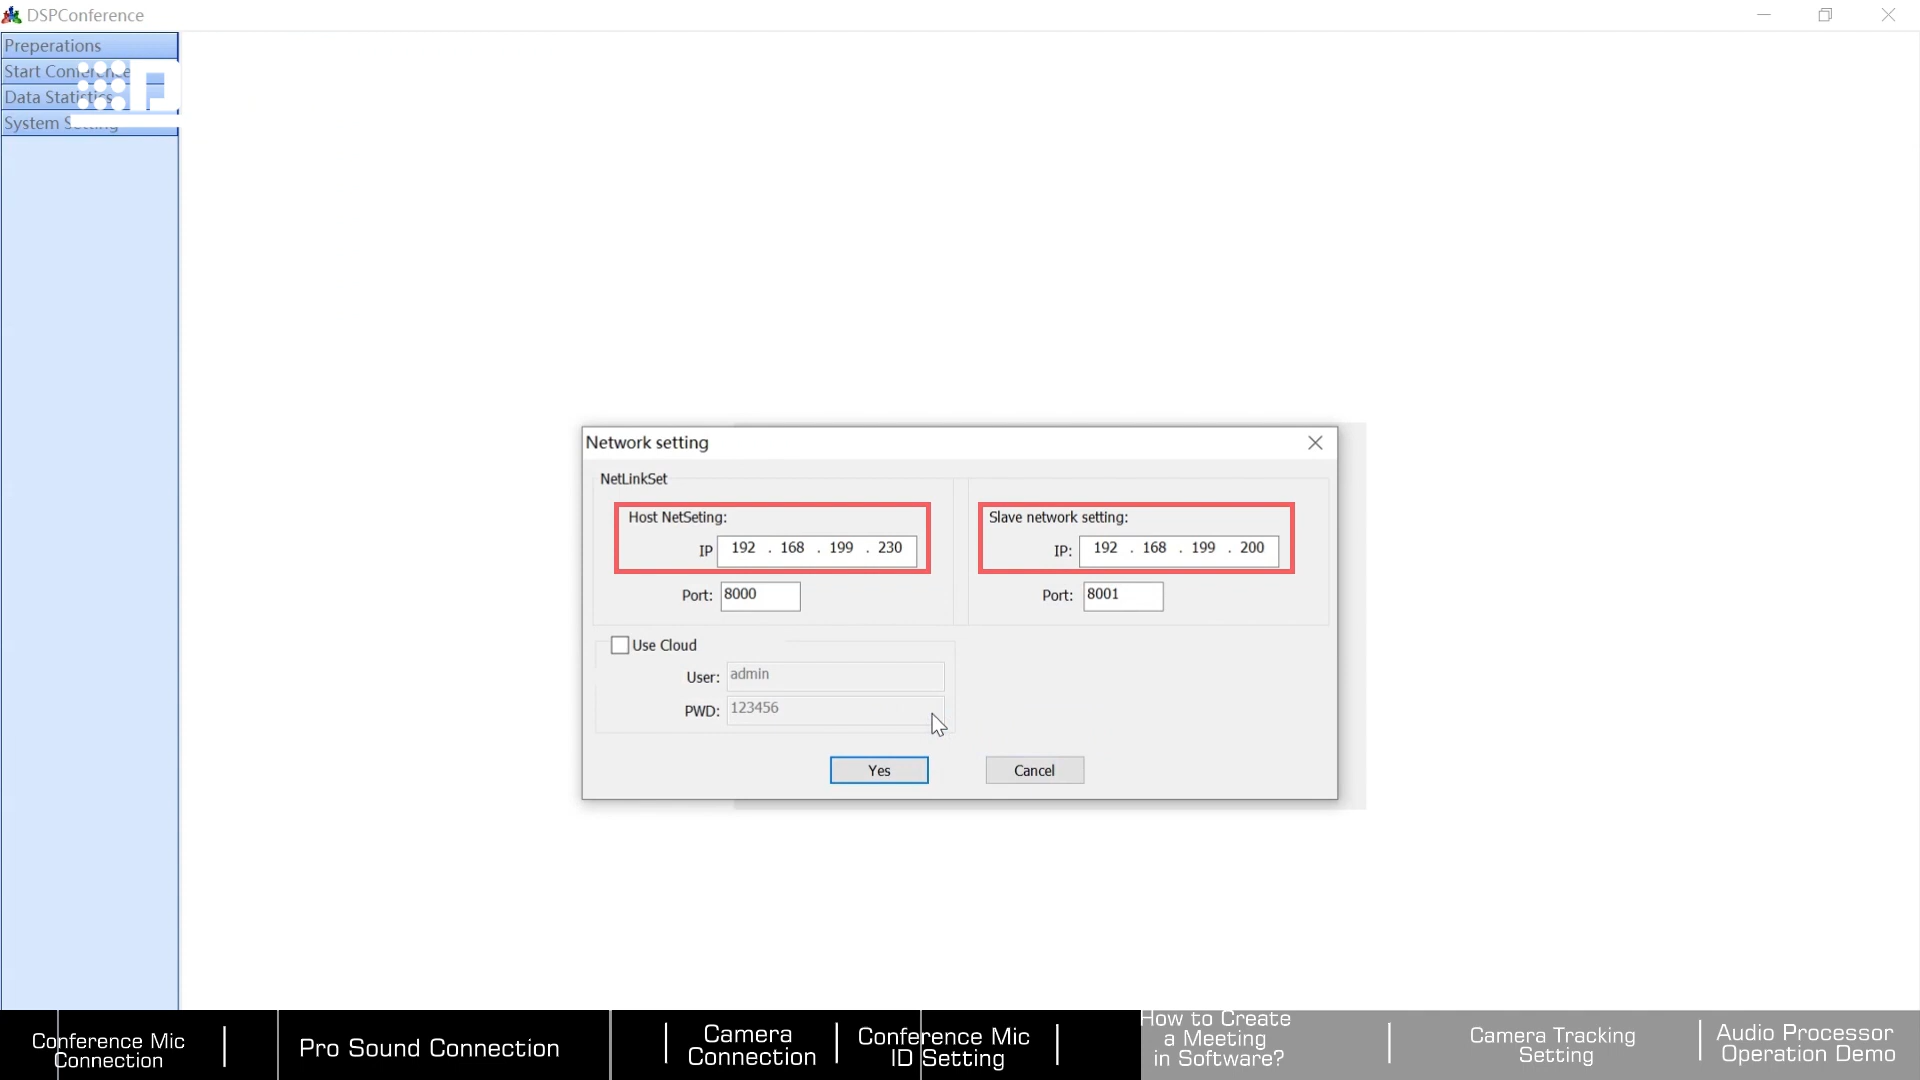 DSPConference
Preperations
Start Conference
Data Statistics
System Setting
Network setting
NetLinkSet
Host NetSeting:
IP 192 . 168 . 199 . 230
Port: 8000
Slave network setting:
IP: 192 . 168 . 199 . 200
Port: 8001
Use Cloud
User: admin
PWD: 123456
Yes
Cancel
Conference Mic
Connection
Pro Sound Connection
Camera
Connection
Conference Mic
ID Setting
How to Create
a Meeting
in Software?
Camera Tracking
Setting
Audio Processor
Operation Demo